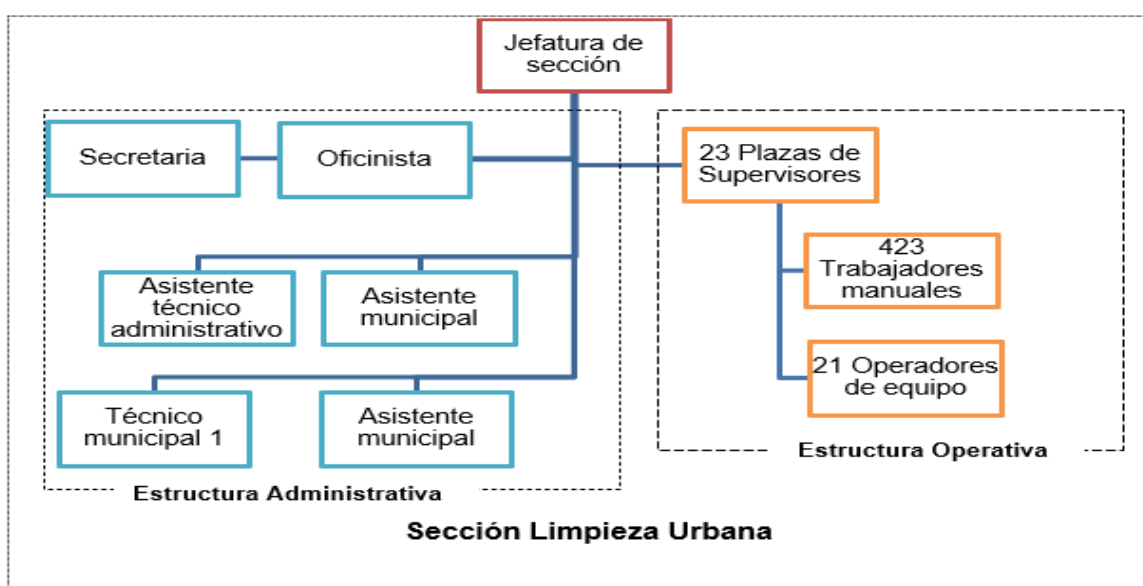 Jefatura de
sección
Secretaria
Oficinista
23 Plazas de
Supervisores
423
Trabajadores
manuales
Asistente
técnico
administrativo
Asistente
municipal
21 Operadores
de equipo
Técnico
municipal 1
Asistente
municipal
Estructura Operativa
Estructura Administrativa
Sección Limpieza Urbana